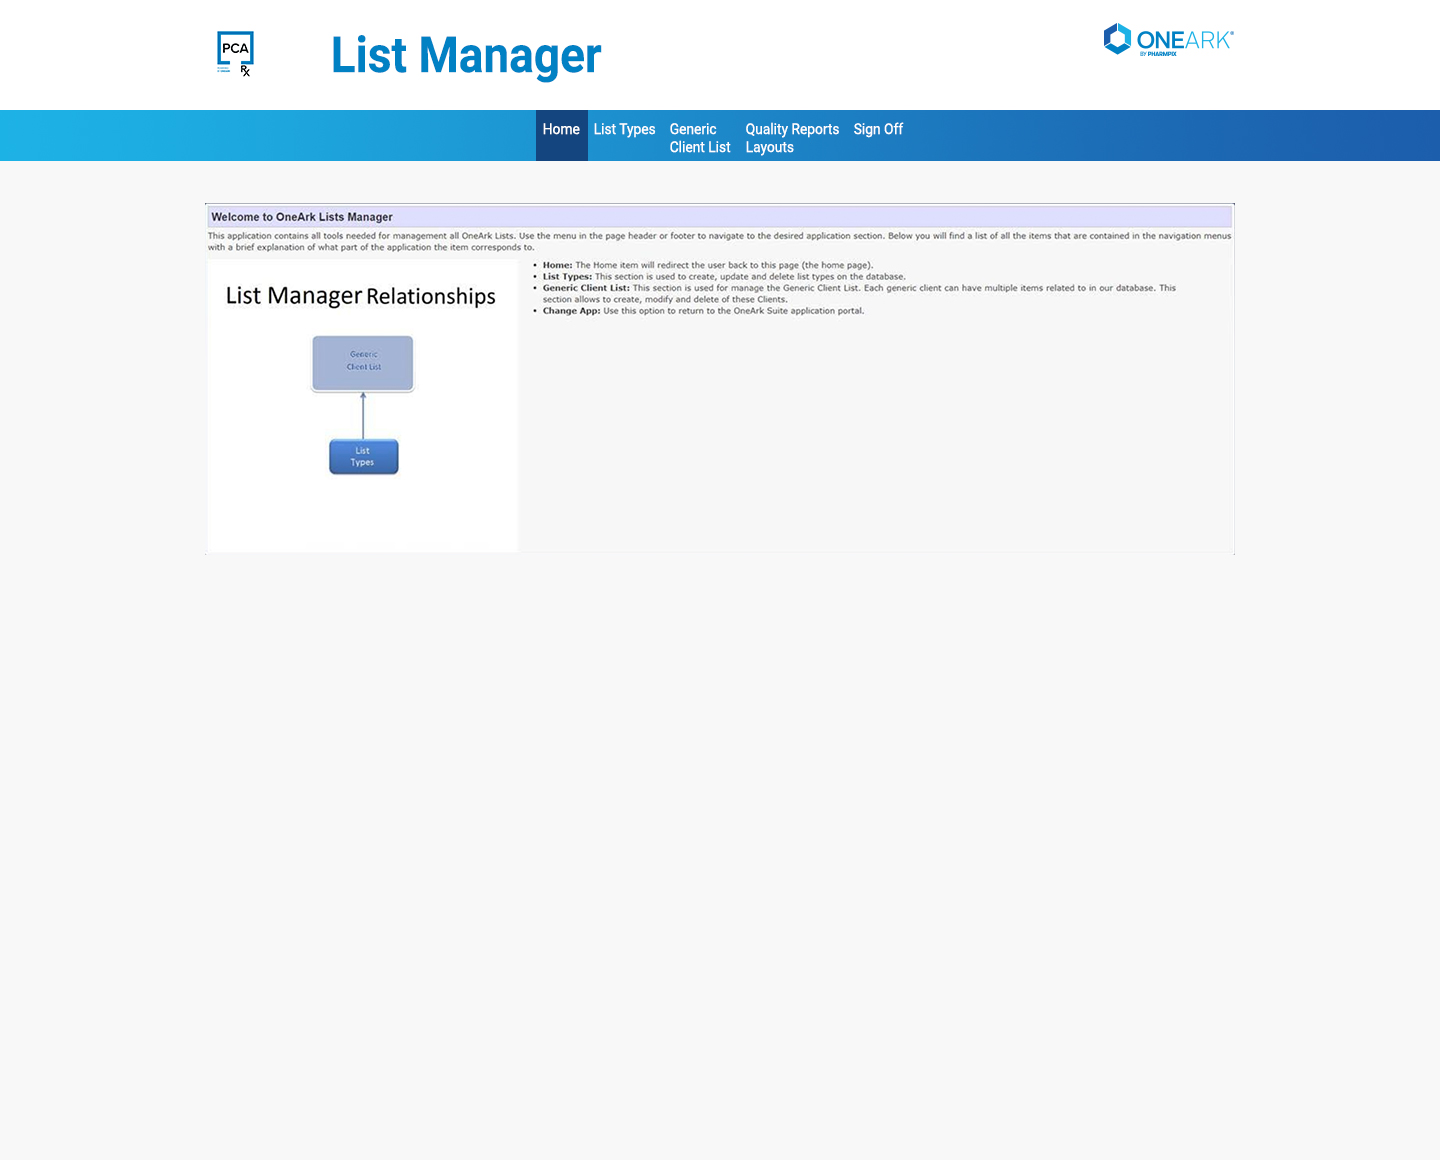 PCA
Rx
List Manager
ONEARK®
BY PHARMPIX
Home
List Types
Generic
Client List
Quality Reports
Layouts
Sign Off
Welcome to OneArk Lists Manager
This application contains all tools needed for management all OneArk Lists. Use the menu in the page header or footer to navigate to the desired application section. Below you will find a list of all the items that are contained in the navigation menus
with a brief explanation of what part of the application the item corresponds to.
List Manager Relationships
Generic
Client List
List
Types
• Home: The Home item will redirect the user back to this page (the home page).
• List Types: This section is used to create, update and delete list types on the database.
• Generic Client List: This section is used for manage the Generic Client List. Each generic client can have multiple items related to in our database. This
section allows to create, modify and delete of these Clients.
• Change App: Use this option to return to the OneArk Suite application portal.